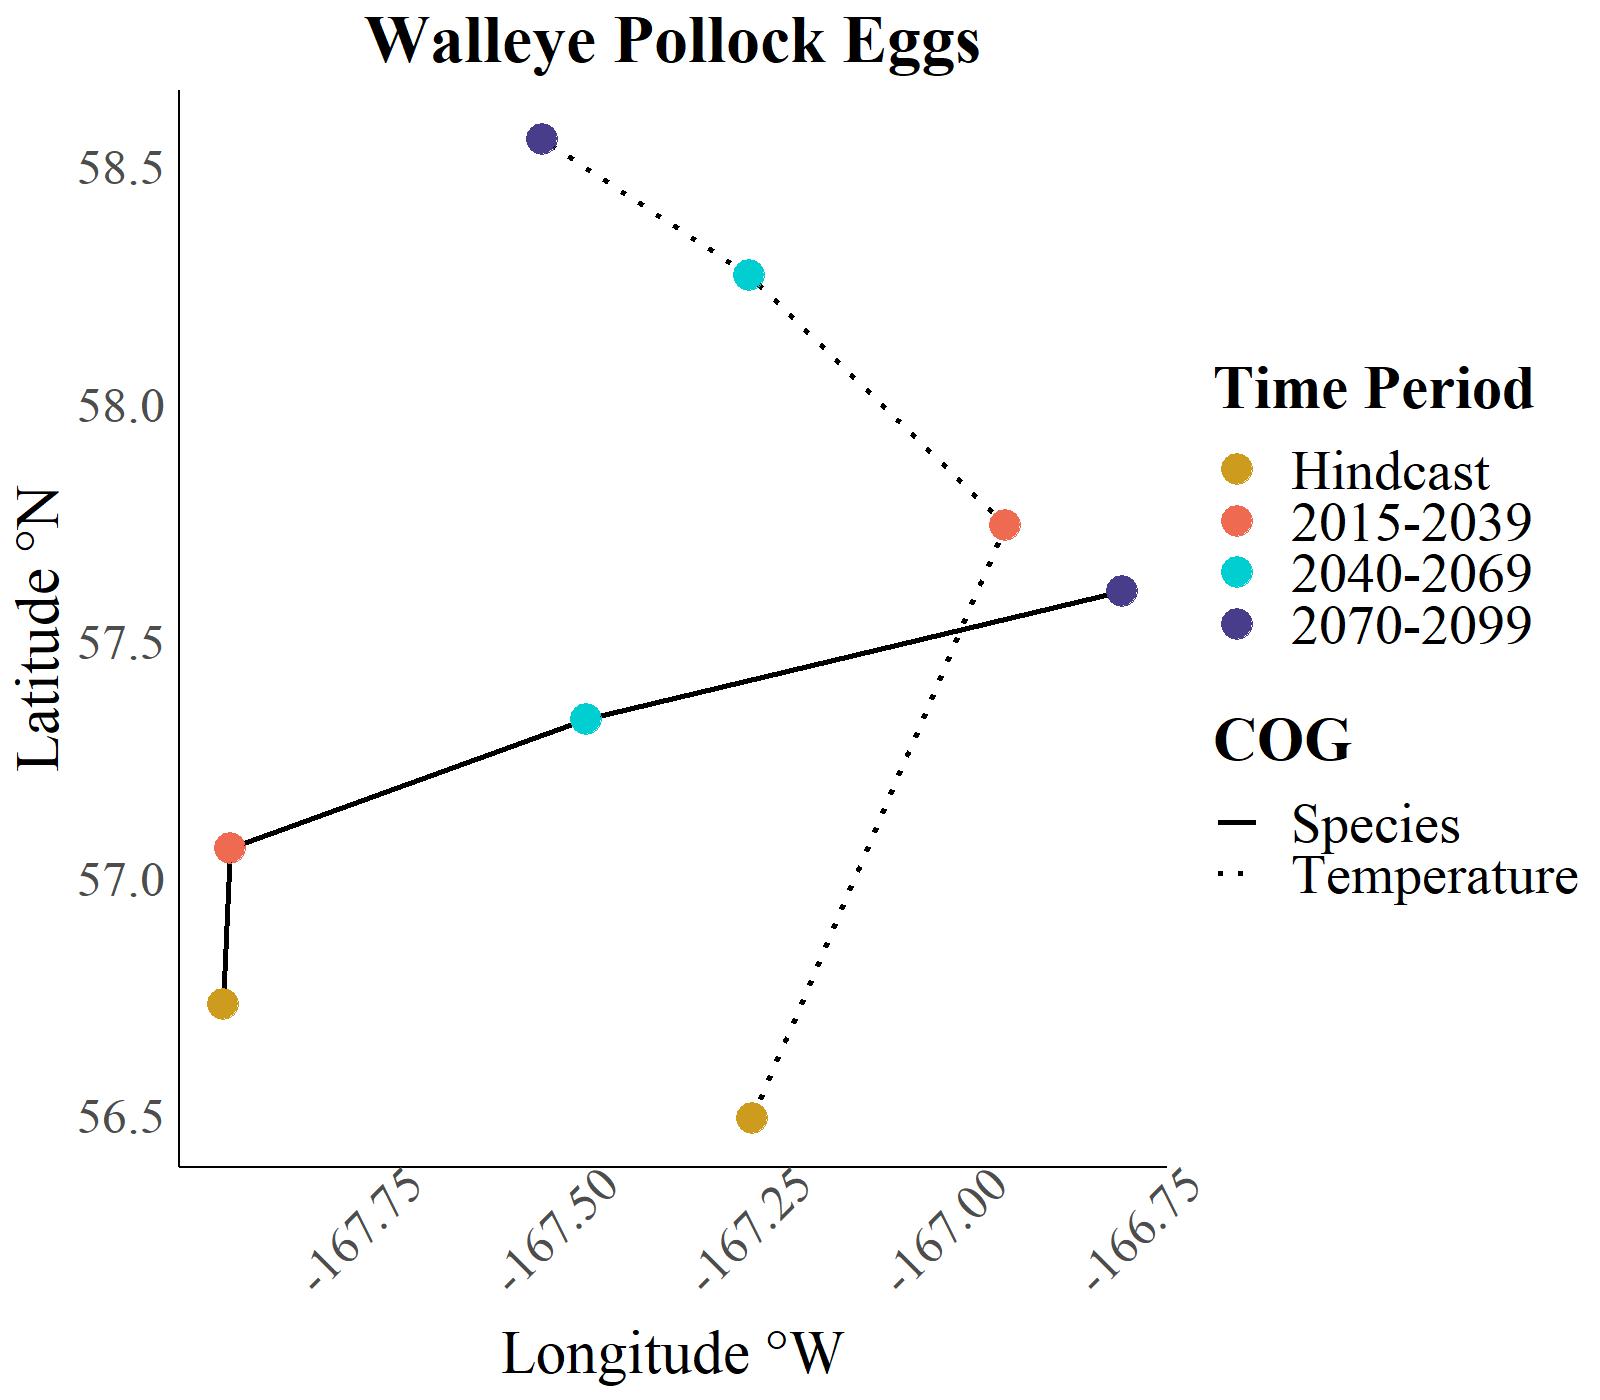 Walleye Pollock Eggs
58.5
58.0
57.5
57.0
56.5
Latitude °N
-167.75
-167.50
-167.25
-167.00
-166.75
Longitude °W
Time Period
Hindcast
2015-2039
2040-2069
2070-2099
COG
Species
Temperature